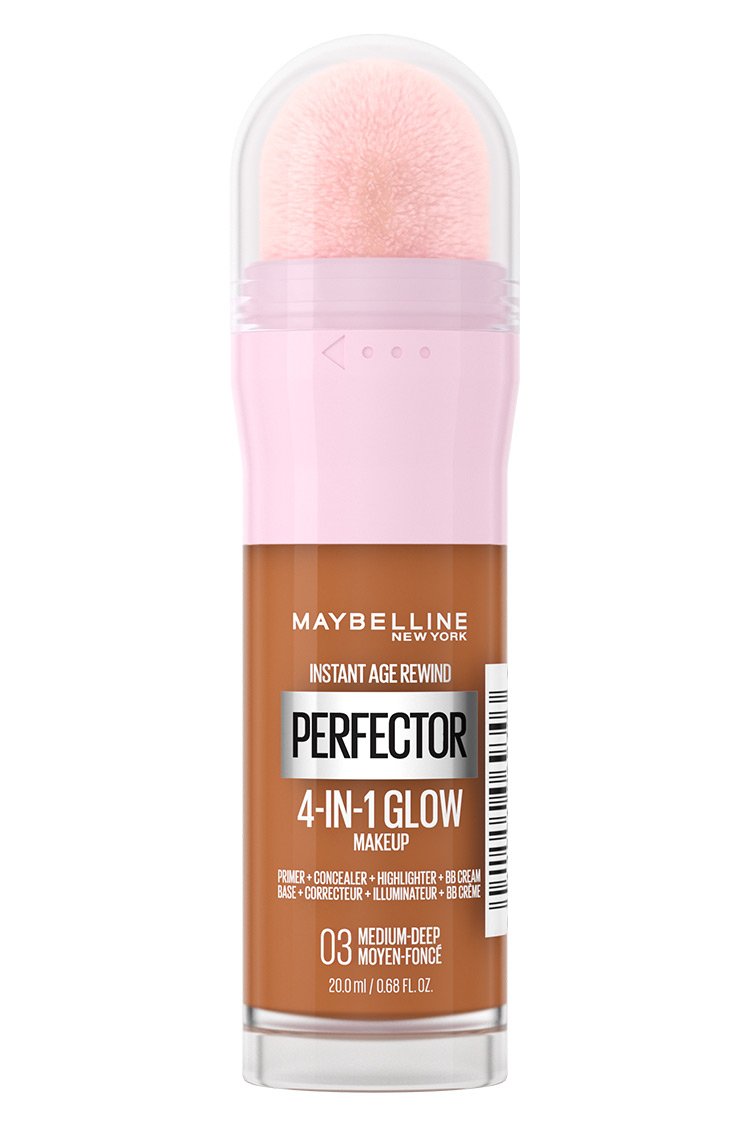 MAYBELLINE
NEW YORK
INSTANT AGE REWIND
PERFECTOR
4-IN-1 GLOW
MAKEUP
PRIMER + CONCEALER + HIGHLIGHTER + BB CREAM
BASE + CORRECTEUR + ILLUMINATEUR + BB CRÈME
03 MEDIUM-DEEP
MOYEN-FONCÉ
20.0 ml / 0.68 FL. OZ.